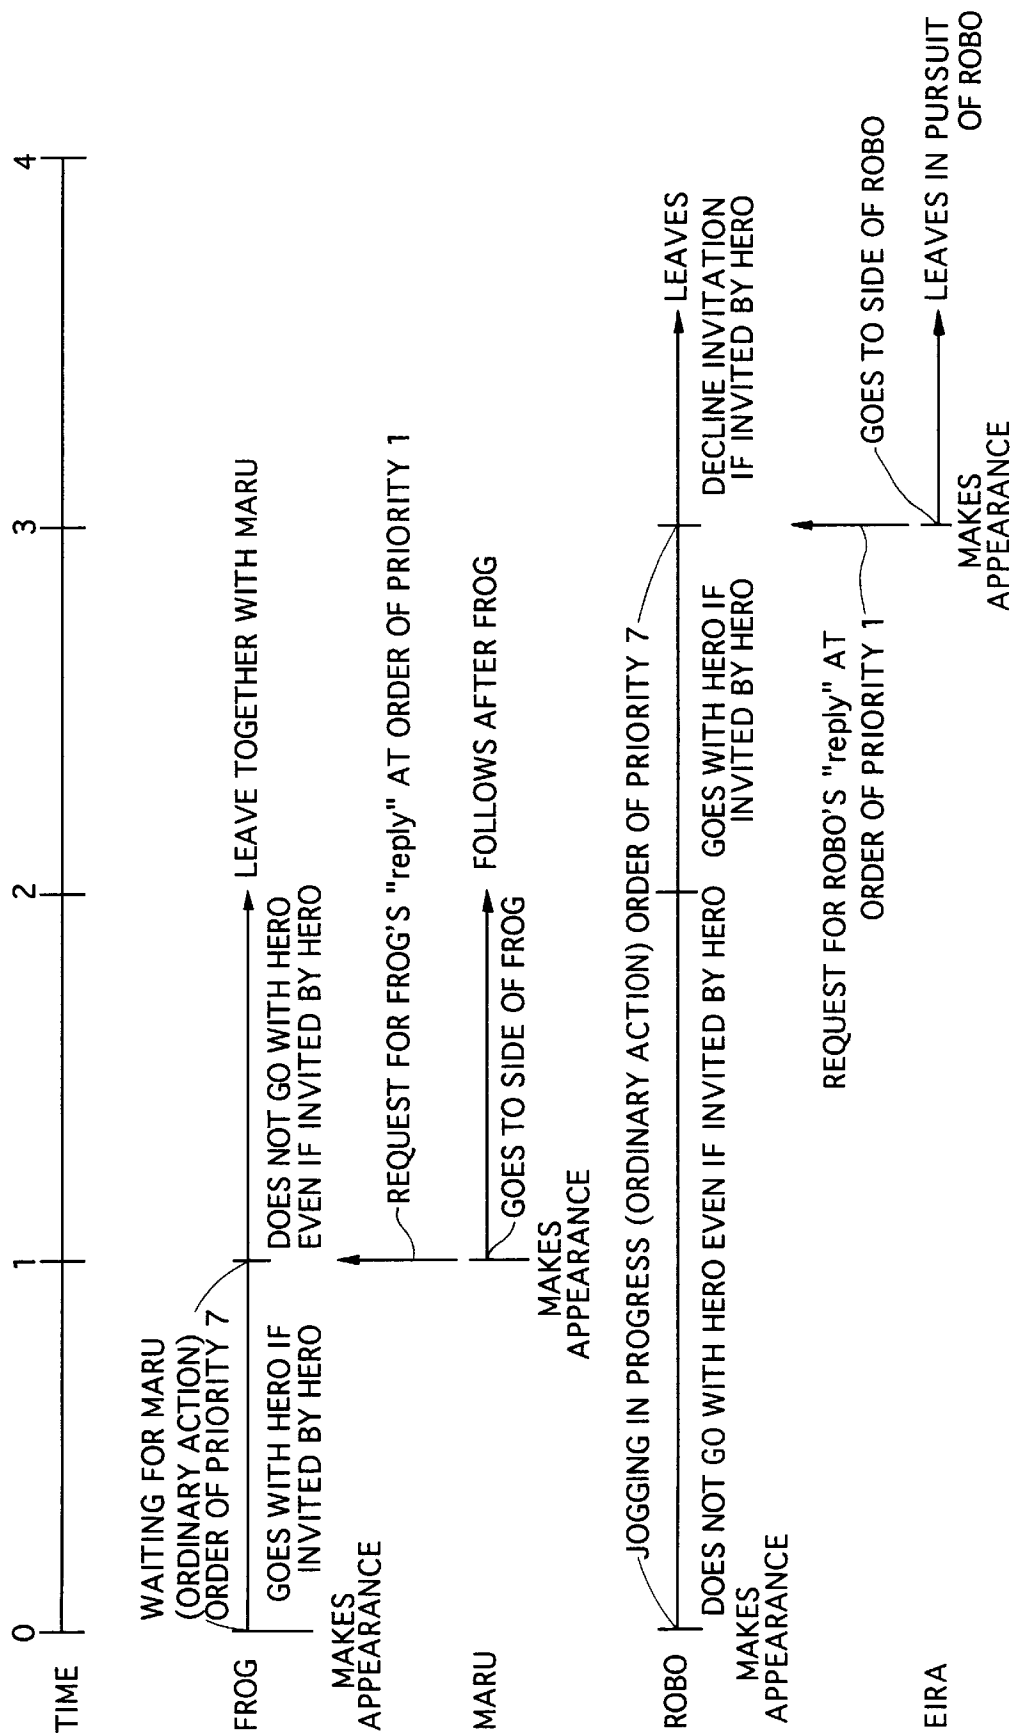 TIME
0
1
2
3
4
FROG
WAITING FOR MARU
(ORDINARY ACTION)
ORDER OF PRIORITY 7
GOES WITH HERO IF
INVITED BY HERO
DOES NOT GO WITH HERO
EVEN IF INVITED BY HERO
LEAVE TOGETHER WITH MARU
MAKES
APPEARANCE
REQUEST FOR FROG'S "reply" AT ORDER OF PRIORITY 1
MARU
FOLLOWS AFTER FROG
GOES TO SIDE OF FROG
MAKES
APPEARANCE
ROBO
JOGGING IN PROGRESS (ORDINARY ACTION) ORDER OF PRIORITY 7
LEAVES
DOES NOT GO WITH HERO EVEN IF INVITED BY HERO
GOES WITH HERO IF
INVITED BY HERO
DECLINE INVITATION
IF INVITED BY HERO
MAKES
APPEARANCE
REQUEST FOR ROBO'S "reply" AT
ORDER OF PRIORITY 1
GOES TO SIDE OF ROBO
EIRA
LEAVES IN PURSUIT
OF ROBO
MAKES
APPEARANCE